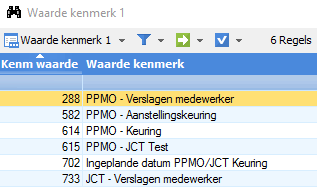 Waarde kenmerk 1
Waarde kenmerk 1 6 Regels
Kenm waarde Waarde kenmerk
288 PPMO - Verslagen medewerker
582 PPMO - Aanstellingskeuring
614 PPMO - Keuring
615 PPMO - JCT Test
702 Ingeplande datum PPMO/JCT Keuring
733 JCT - Verslagen medewerker